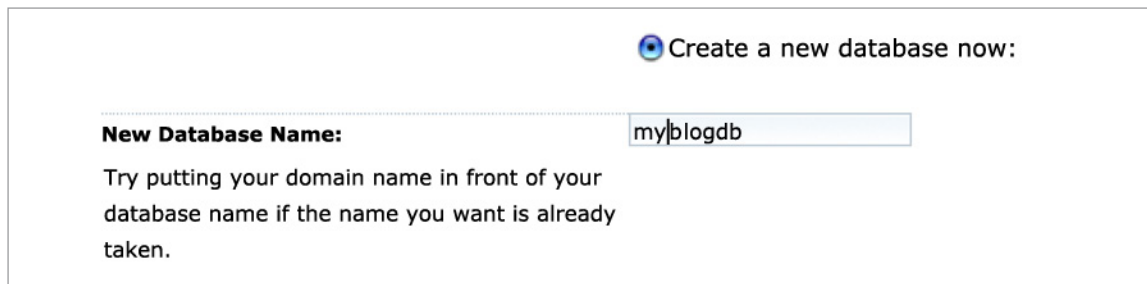 Create a new database now:
New Database Name:
myblogdb
Try putting your domain name in front of your
database name if the name you want is already
taken.